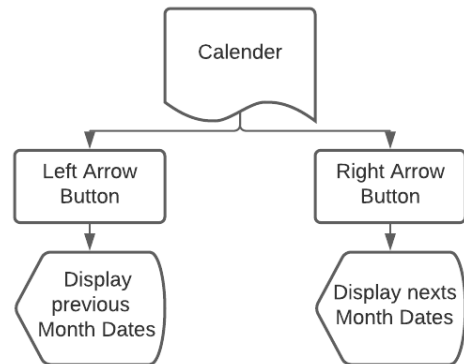 Calender
Left Arrow
Button
Right Arrow
Button
Display
previous
Month Dates
Display nexts
Month Dates